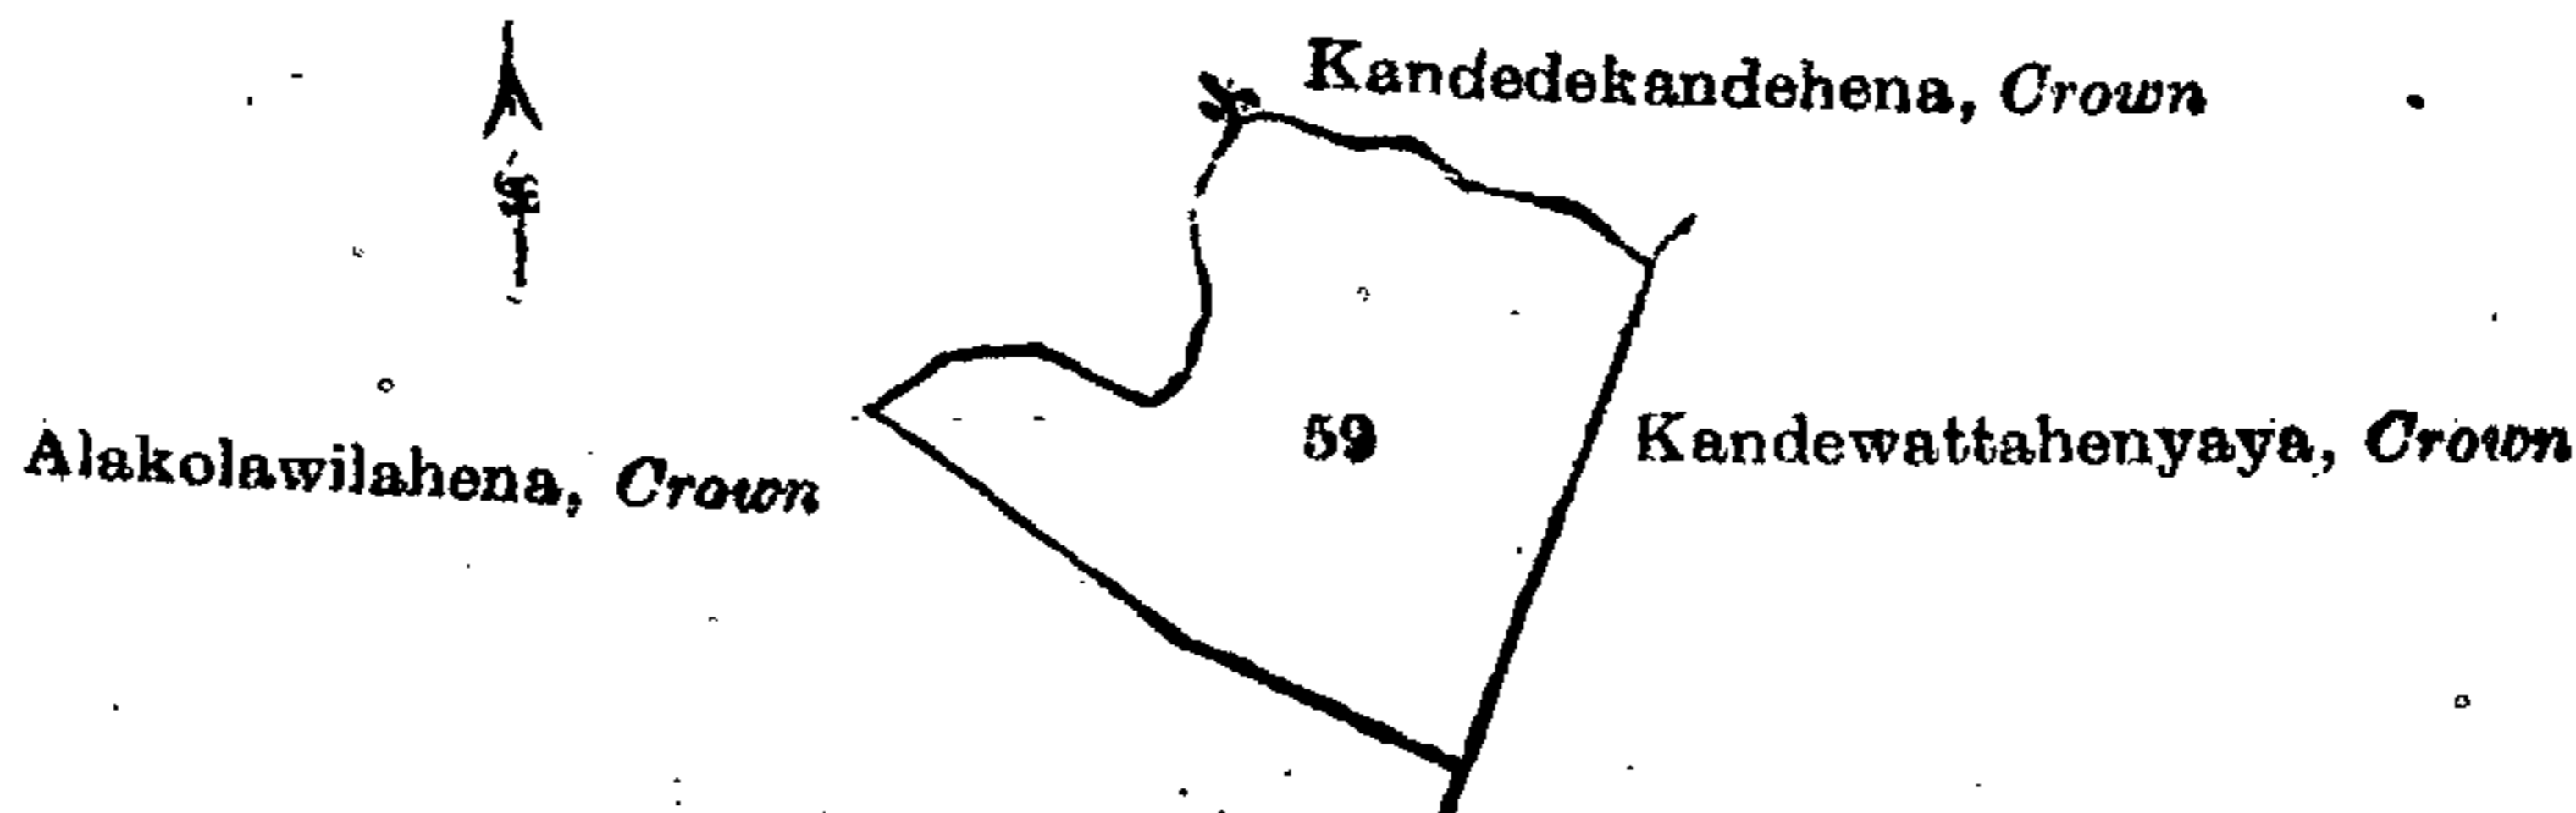 Kandedekandehena, Crown
59
Kandewattahenyaya, Crown
Alakolawilahena, Crown